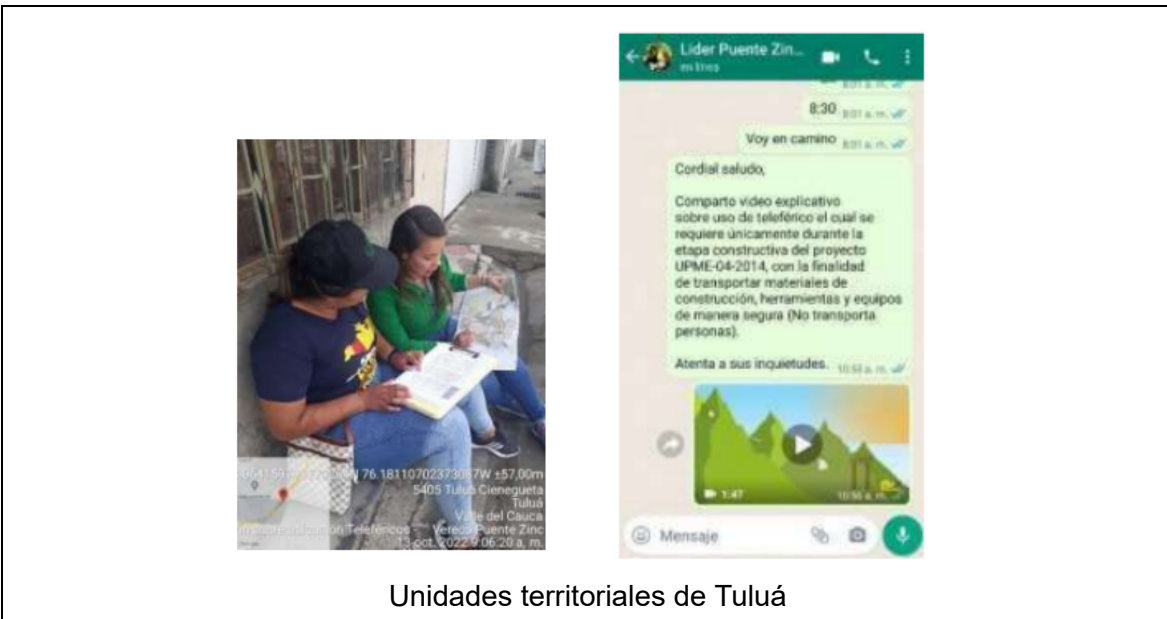 Lider Puente Zin...
en línea
8:01 a. m.
8:30 8:01 a. m.
Voy en camino 8:01 a. m.
Cordial saludo,
Comparto video explicativo
sobre uso de teleférico el cual se
requiere únicamente durante la
etapa constructiva del proyecto
UPME-04-2014, con la finalidad
de transportar materiales de
construcción, herramientas y equipos
de manera segura (No transporta
personas).
Atenta a sus inquietudes.
1:47
Mensaje
76.18110702373087W ±57,00m
5405 Tuluá Cienegueta
Tuluá
Valle del Cauca
Teleféricos - Vereda Puente Zinc
13 oct. 2022 9:06:20 a. m.
Unidades territoriales de Tuluá